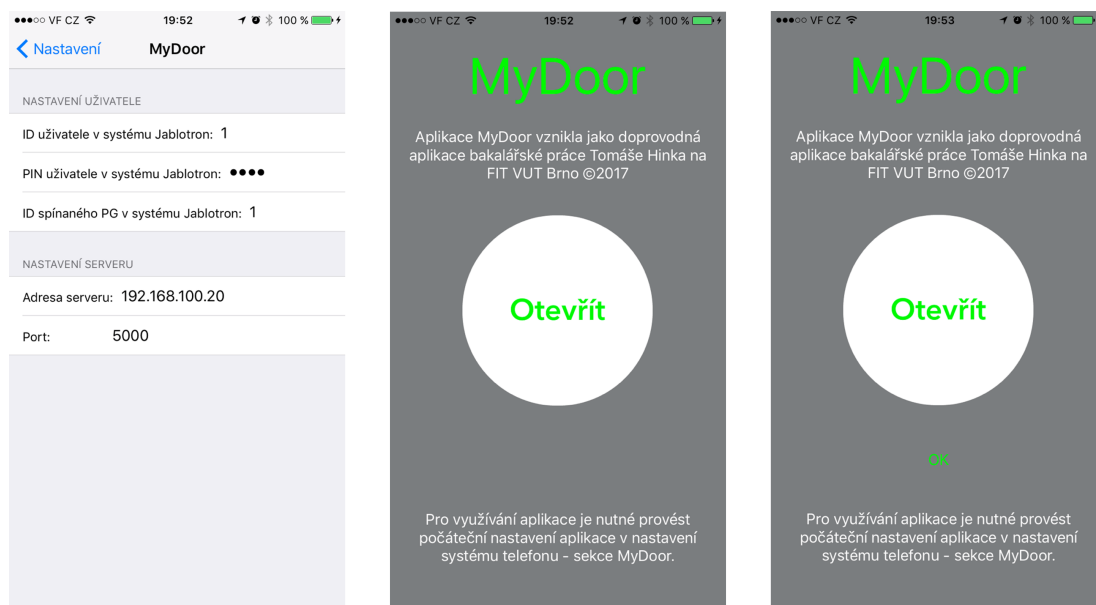 ●●●○○ VF CZ 19:52 100 %
Nastavení MyDoor
NASTAVENÍ UŽIVATELE
ID uživatele v systému Jablotron: 1
PIN uživatele v systému Jablotron: ●●●●
ID spínaného PG v systému Jablotron: 1
NASTAVENÍ SERVERU
Adresa serveru: 192.168.100.20
Port: 5000
●●●○○ VF CZ 19:52 100 %
MyDoor
Aplikace MyDoor vznikla jako doprovodná
aplikace bakalářské práce Tomáše Hinka na
FIT VUT Brno ©2017
Otevřít
Pro využívání aplikace je nutné provést
počáteční nastavení aplikace v nastavení
systému telefonu - sekce MyDoor.
●●●○○ VF CZ 19:53 100 %
MyDoor
Aplikace MyDoor vznikla jako doprovodná
aplikace bakalářské práce Tomáše Hinka na
FIT VUT Brno ©2017
Otevřít
OK
Pro využívání aplikace je nutné provést
počáteční nastavení aplikace v nastavení
systému telefonu - sekce MyDoor.